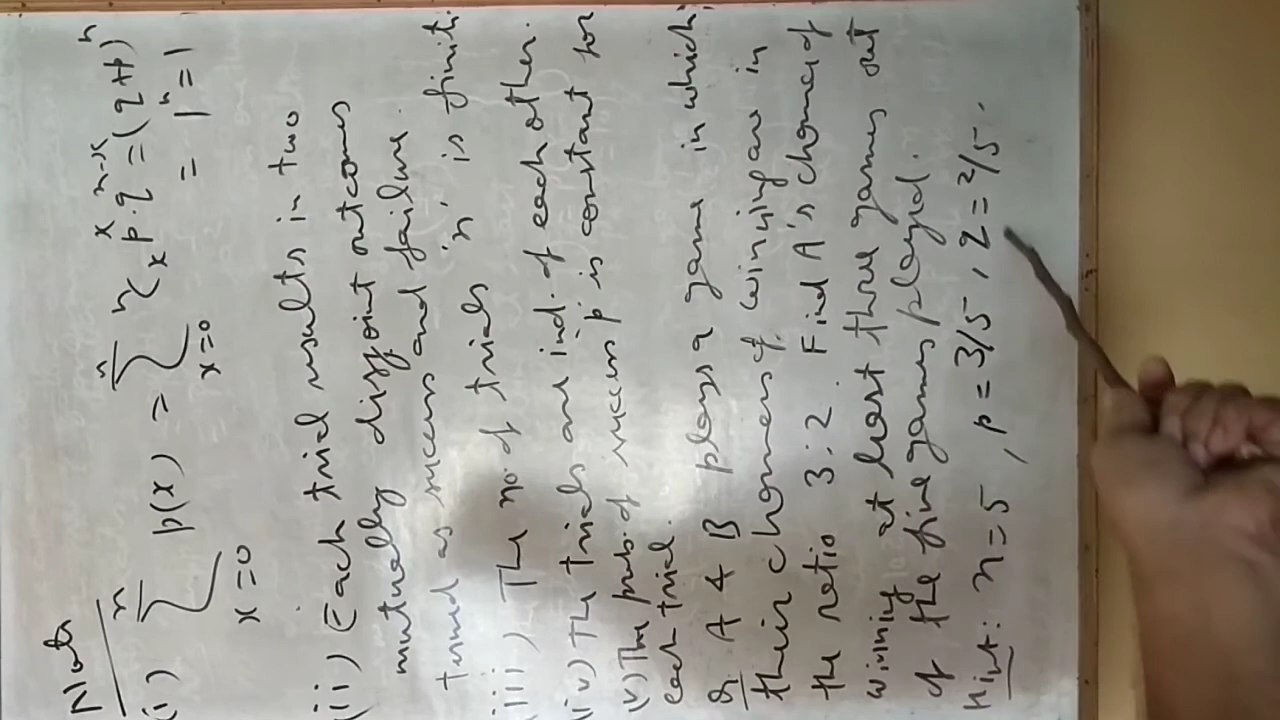 Note
(i) n∑x=0 p(x) = n∑x=0 ⁿCₓ pˣ·qⁿ⁻ˣ = (q+p)ⁿ
= 1ⁿ = 1
(ii) Each trial results in two
mutually disjoint outcomes
termed as success and failure.
(iii) The no. of trials 'n' is finite.
(iv) The trials are ind. of each other.
(v) The prob. of success 'p' is constant for
each trial.
Q. A & B plays a game in which
their chances of winning are in
the ratio 3:2. Find A's chances of
winning at least three games out
of the five games played.
Hint: n=5, p=3/5, q=2/5.